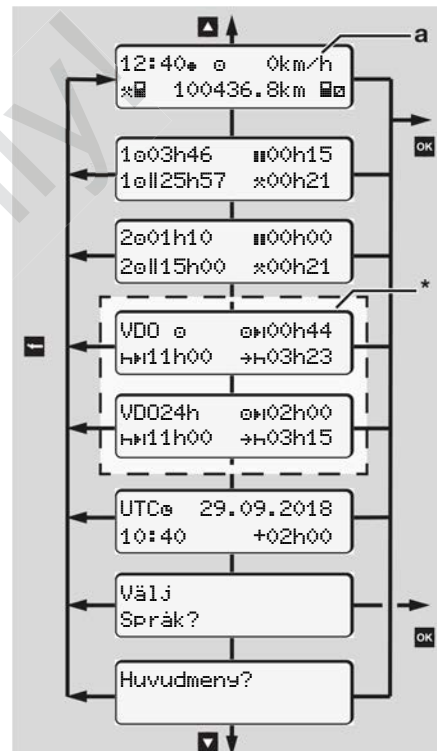 a
12:40 0km/h
100436.8km
OK
1 03h46 00h15
1 25h57 00h21
2 01h10 00h00
2 15h00 00h21
*
VDO 00h44
11h00 03h23
VDO24h 02h00
11h00 03h15
UTC 29.09.2018
10:40 +02h00
Välj
Språk?
OK
Huvudmeny?